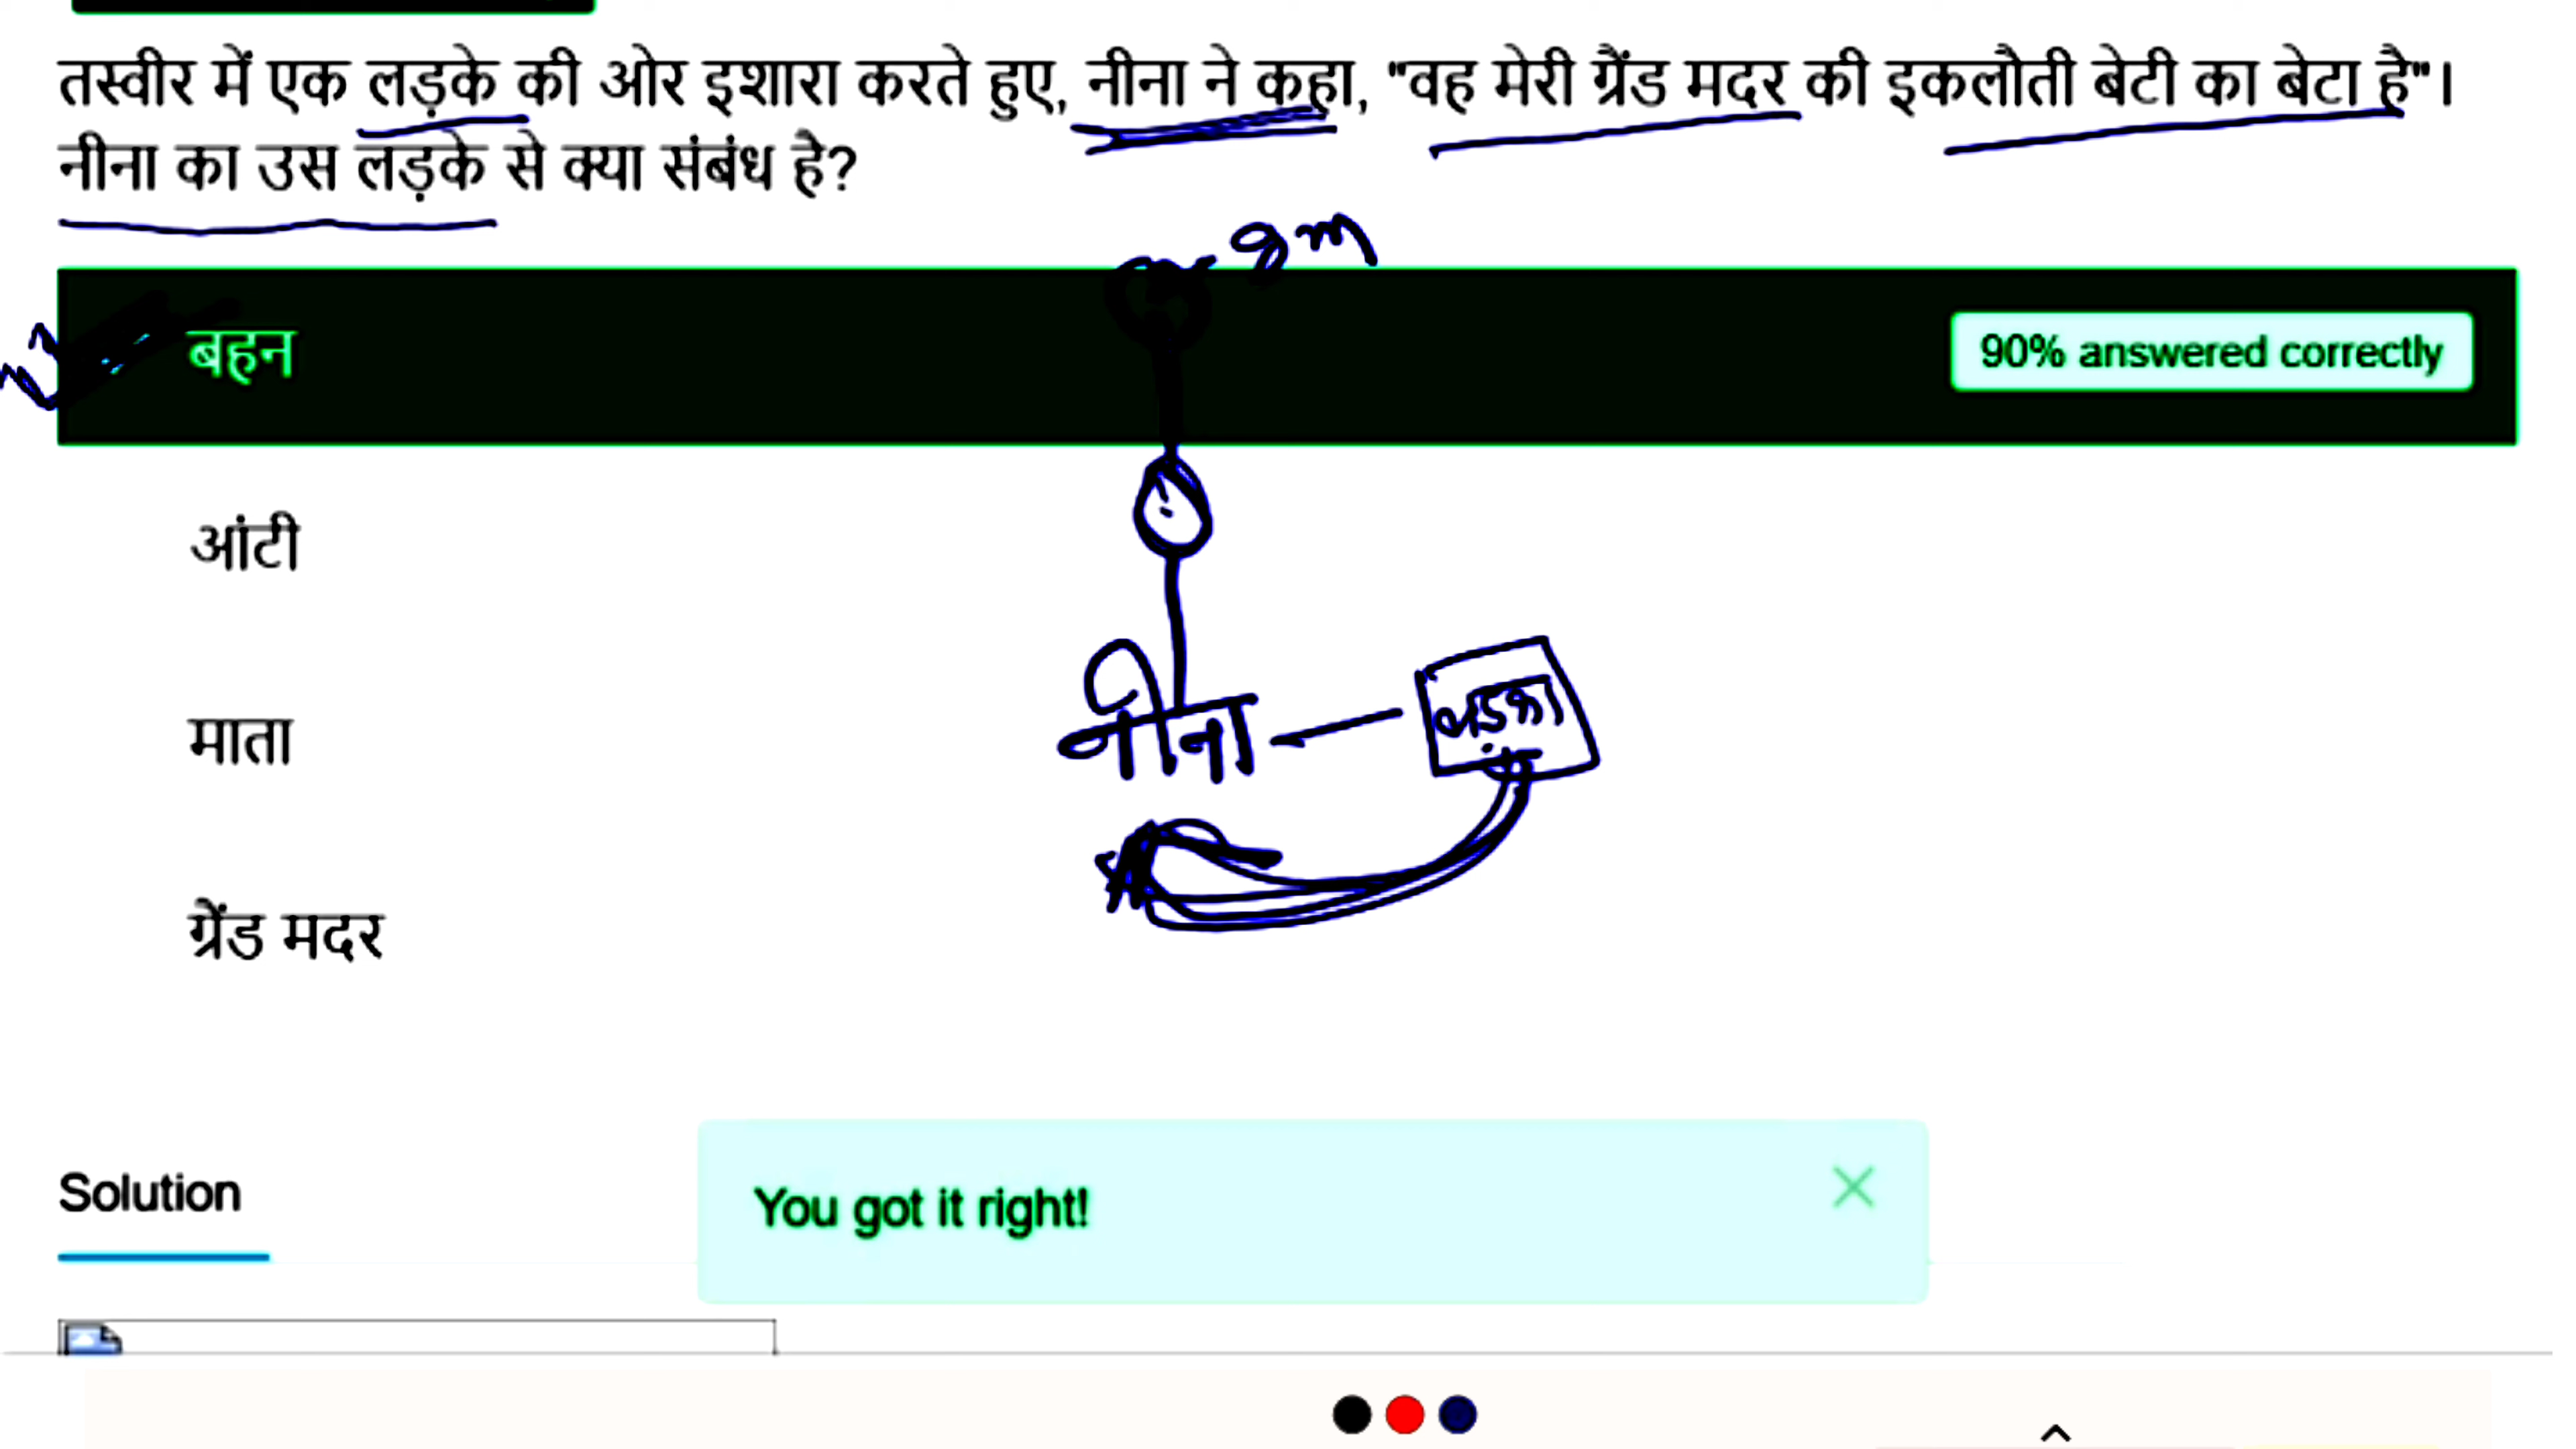 तस्वीर में एक लड़के की ओर इशारा करते हुए, नीना ने कहा, "वह मेरी ग्रैंड मदर की इकलौती बेटी का बेटा है"।
नीना का उस लड़के से क्या संबंध है?
gm
बहन
90% answered correctly
आंटी
नीना
लड़का
माता
ग्रैंड मदर
Solution
You got it right!